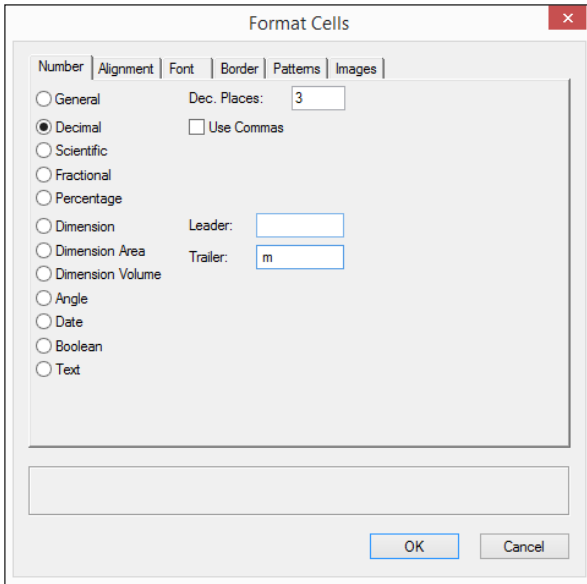 Format Cells
Number Alignment Font Border Patterns Images
General Dec. Places: 3
Decimal Use Commas
Scientific
Fractional
Percentage
Dimension Leader:
Dimension Area Trailer: m
Dimension Volume
Angle
Date
Boolean
Text
OK Cancel